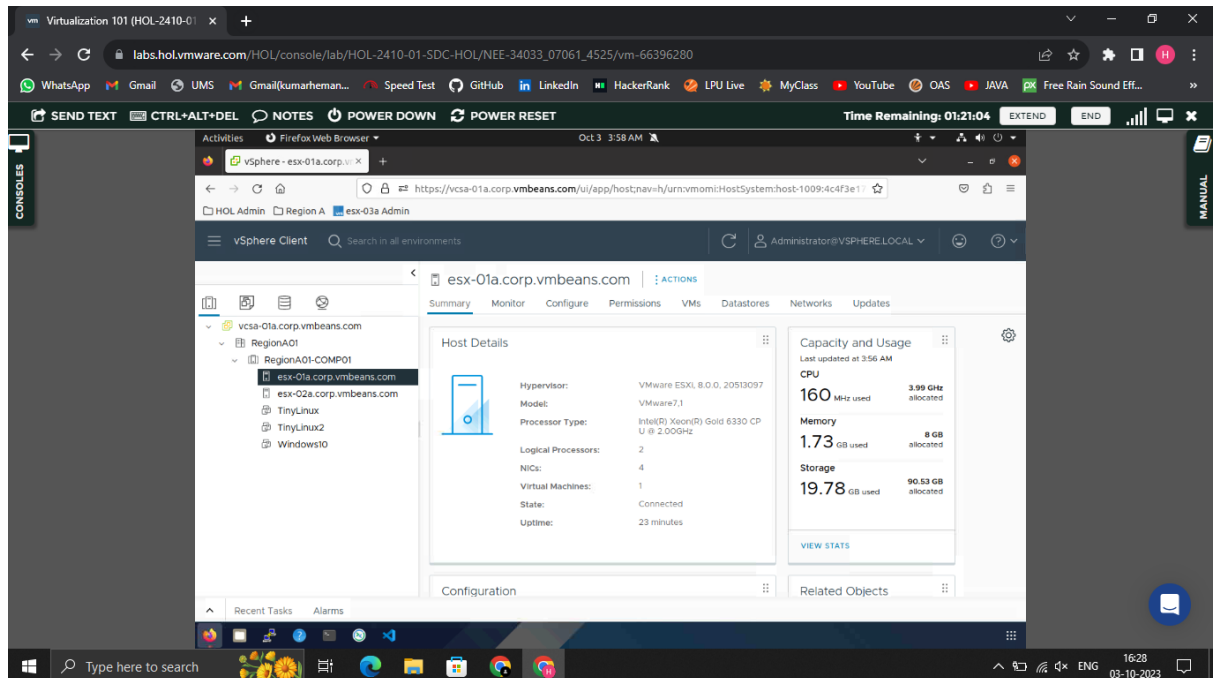 vm Virtualization 101 (HOL-2410-01
labs.hol.vmware.com/HOL/console/lab/HOL-2410-01-SDC-HOL/NEE-34033_07061_4525/vm-66396280
H
WhatsApp Gmail UMS Gmail(kumarheman... Speed Test GitHub LinkedIn HackerRank LPU Live MyClass YouTube OAS JAVA Free Rain Sound Eff... »
SEND TEXT CTRL+ALT+DEL NOTES POWER DOWN POWER RESET Time Remaining: 01:21:04 EXTEND END
CONSOLES
MANUAL
Activities Firefox Web Browser Oct 3 3:58 AM
vSphere - esx-01a.corp.v
https://vcsa-01a.corp.vmbeans.com/ui/app/host;nav=h/urn:vmomi:HostSystem:host-1009:4c4f3e17
HOL Admin Region A esx-03a Admin
vSphere Client Search in all environments Administrator@VSPHERE.LOCAL
esx-01a.corp.vmbeans.com ACTIONS
Summary Monitor Configure Permissions VMs Datastores Networks Updates
vcsa-01a.corp.vmbeans.com
RegionA01
RegionA01-COMP01
esx-01a.corp.vmbeans.com
esx-02a.corp.vmbeans.com
TinyLinux
TinyLinux2
Windows10
Host Details
Hypervisor: VMware ESXi, 8.0.0, 20513097
Model: VMware7,1
Processor Type: Intel(R) Xeon(R) Gold 6330 CP
U @ 2.00GHz
Logical Processors: 2
NICs: 4
Virtual Machines: 1
State: Connected
Uptime: 23 minutes
Capacity and Usage
Last updated at 3:56 AM
CPU
160 MHz used 3.99 GHz allocated
Memory
1.73 GB used 8 GB allocated
Storage
19.78 GB used 90.53 GB allocated
VIEW STATS
Configuration
Related Objects
Recent Tasks Alarms
Type here to search
ENG 16:28
03-10-2023